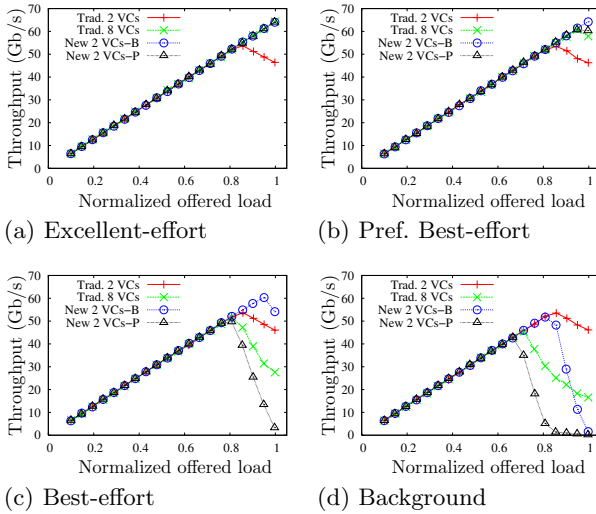 Throughput (Gb/s)
70
60
50
40
30
20
10
0
Trad. 2 VCs
Trad. 8 VCs
New 2 VCs-B
New 2 VCs-P
0 0.2 0.4 0.6 0.8 1
Normalized offered load
(a) Excellent-effort
Throughput (Gb/s)
70
60
50
40
30
20
10
0
Trad. 2 VCs
Trad. 8 VCs
New 2 VCs-B
New 2 VCs-P
0 0.2 0.4 0.6 0.8 1
Normalized offered load
(b) Pref. Best-effort
Throughput (Gb/s)
70
60
50
40
30
20
10
0
Trad. 2 VCs
Trad. 8 VCs
New 2 VCs-B
New 2 VCs-P
0 0.2 0.4 0.6 0.8 1
Normalized offered load
(c) Best-effort
Throughput (Gb/s)
70
60
50
40
30
20
10
0
Trad. 2 VCs
Trad. 8 VCs
New 2 VCs-B
New 2 VCs-P
0 0.2 0.4 0.6 0.8 1
Normalized offered load
(d) Background